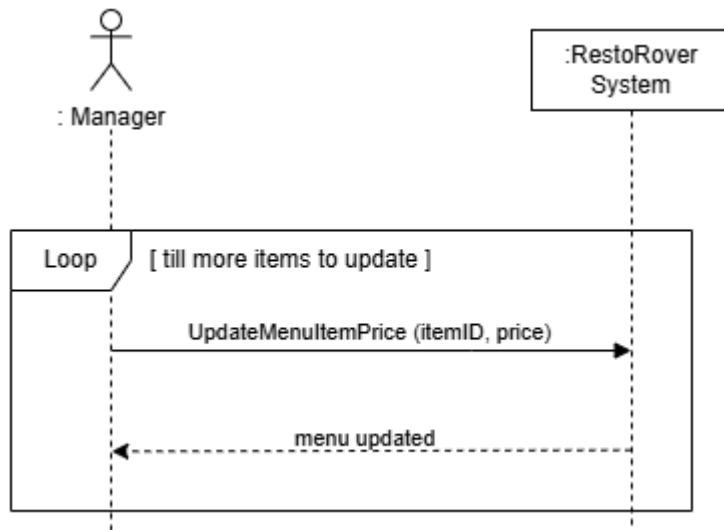 :RestoRover
System
: Manager
Loop
[ till more items to update ]
UpdateMenuItemPrice (itemID, price)
menu updated